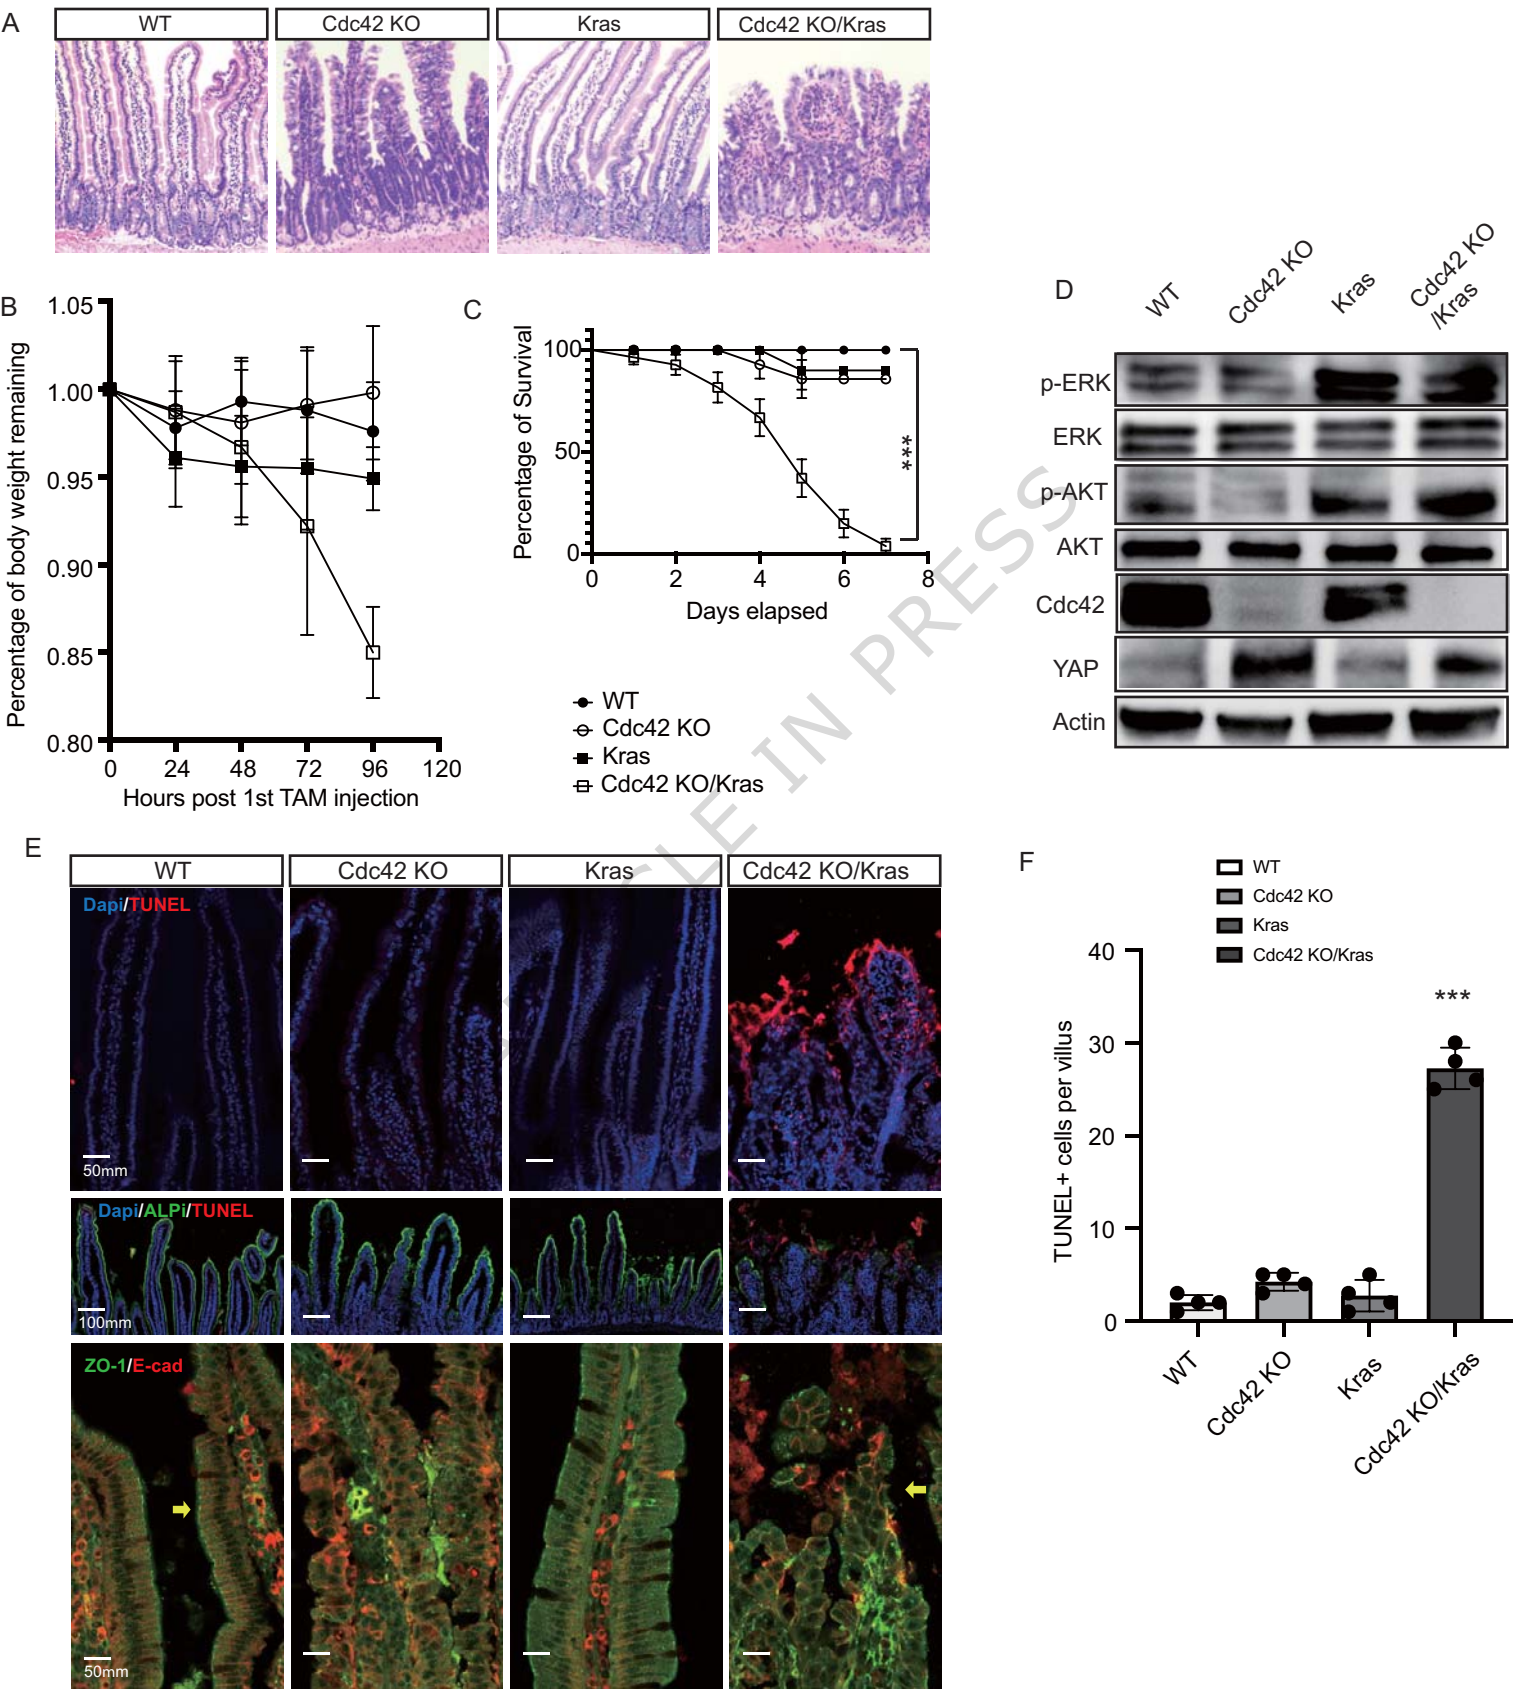 A
WT
Cdc42 KO
Kras
Cdc42 KO/Kras
B
Percentage of body weight remaining
1.05
1.00
0.95
0.90
0.85
0.80
0
24
48
72
96
120
Hours post 1st TAM injection
C
Percentage of Survival
100
50
0
0
2
4
6
8
Days elapsed
***
WT
Cdc42 KO
Kras
Cdc42 KO/Kras
D
WT
Cdc42 KO
Kras
Cdc42 KO
/Kras
p-ERK
ERK
p-AKT
AKT
Cdc42
YAP
Actin
CLE IN PRESS
E
WT
Cdc42 KO
Kras
Cdc42 KO/Kras
Dapi/TUNEL
50mm
Dapi/ALPi/TUNEL
100mm
ZO-1/E-cad
50mm
F
WT
Cdc42 KO
Kras
Cdc42 KO/Kras
TUNEL+ cells per villus
40
30
20
10
0
***
WT
Cdc42 KO
Kras
Cdc42 KO/Kras